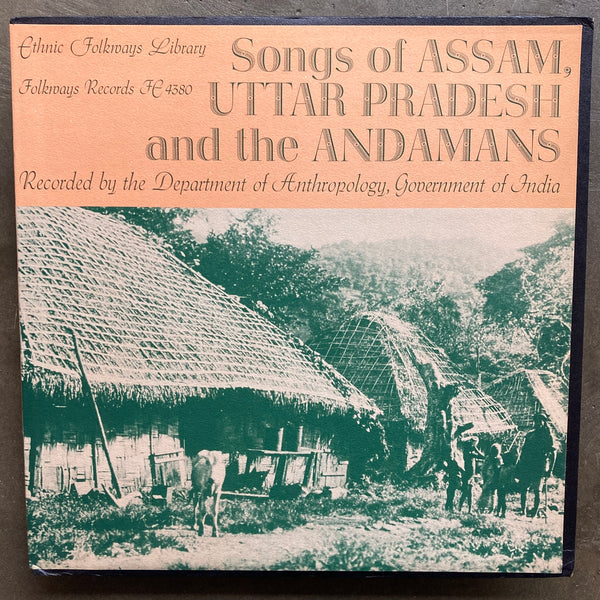 Ethnic Folkways Library
Folkways Records FE 4380
Songs of ASSAM,
UTTAR PRADESH
and the ANDAMANS
Recorded by the Department of Anthropology, Government of India